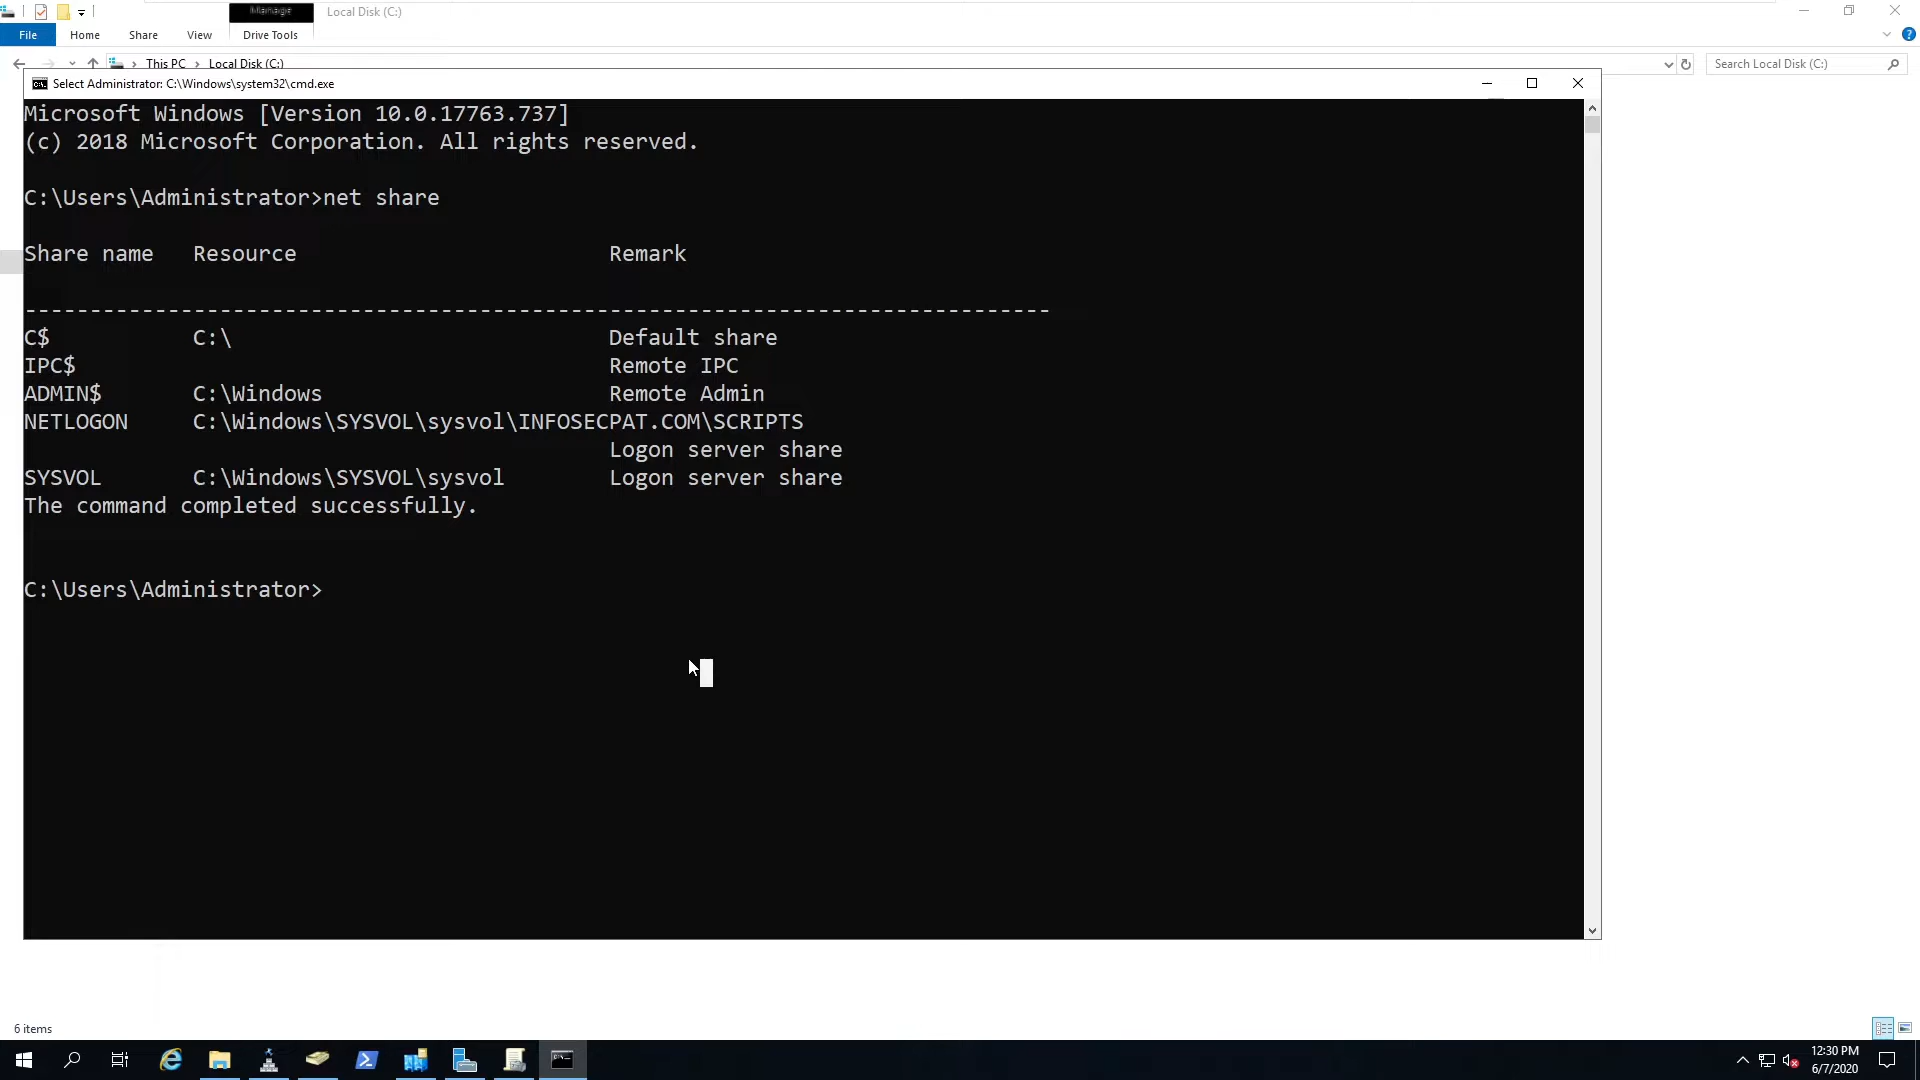 Manage
Local Disk (C:)
File
Home
Share
View
Drive Tools
This PC
Local Disk (C:)
Search Local Disk (C:)
Select Administrator: C:\Windows\system32\cmd.exe
Microsoft Windows [Version 10.0.17763.737]
(c) 2018 Microsoft Corporation. All rights reserved.
C:\Users\Administrator>net share
Share name   Resource                        Remark
-------------------------------------------------------------------------------
C$           C:\                             Default share
IPC$                                         Remote IPC
ADMIN$       C:\Windows                      Remote Admin
NETLOGON     C:\Windows\SYSVOL\sysvol\INFOSECPAT.COM\SCRIPTS
                                             Logon server share
SYSVOL       C:\Windows\SYSVOL\sysvol        Logon server share
The command completed successfully.
C:\Users\Administrator>
6 items
12:30 PM
6/7/2020